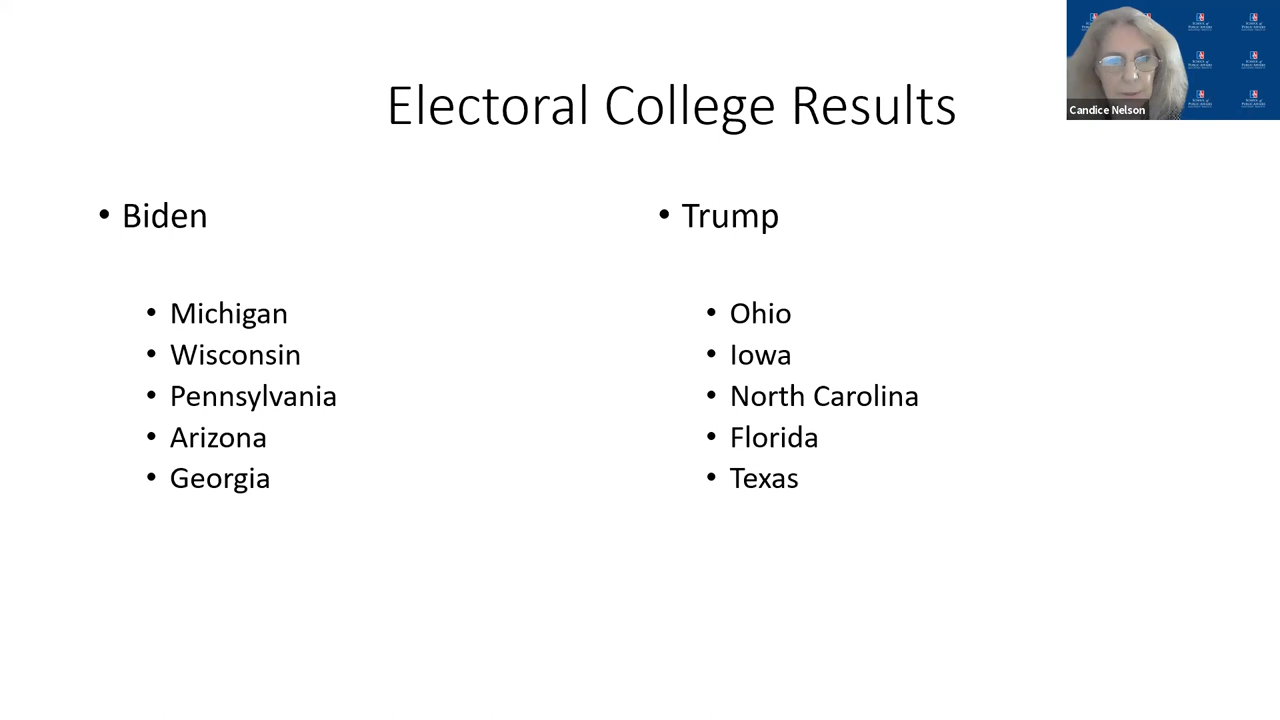 Electoral College Results
• Biden
• Michigan
• Wisconsin
• Pennsylvania
• Arizona
• Georgia
• Trump
• Ohio
• Iowa
• North Carolina
• Florida
• Texas
Candice Nelson